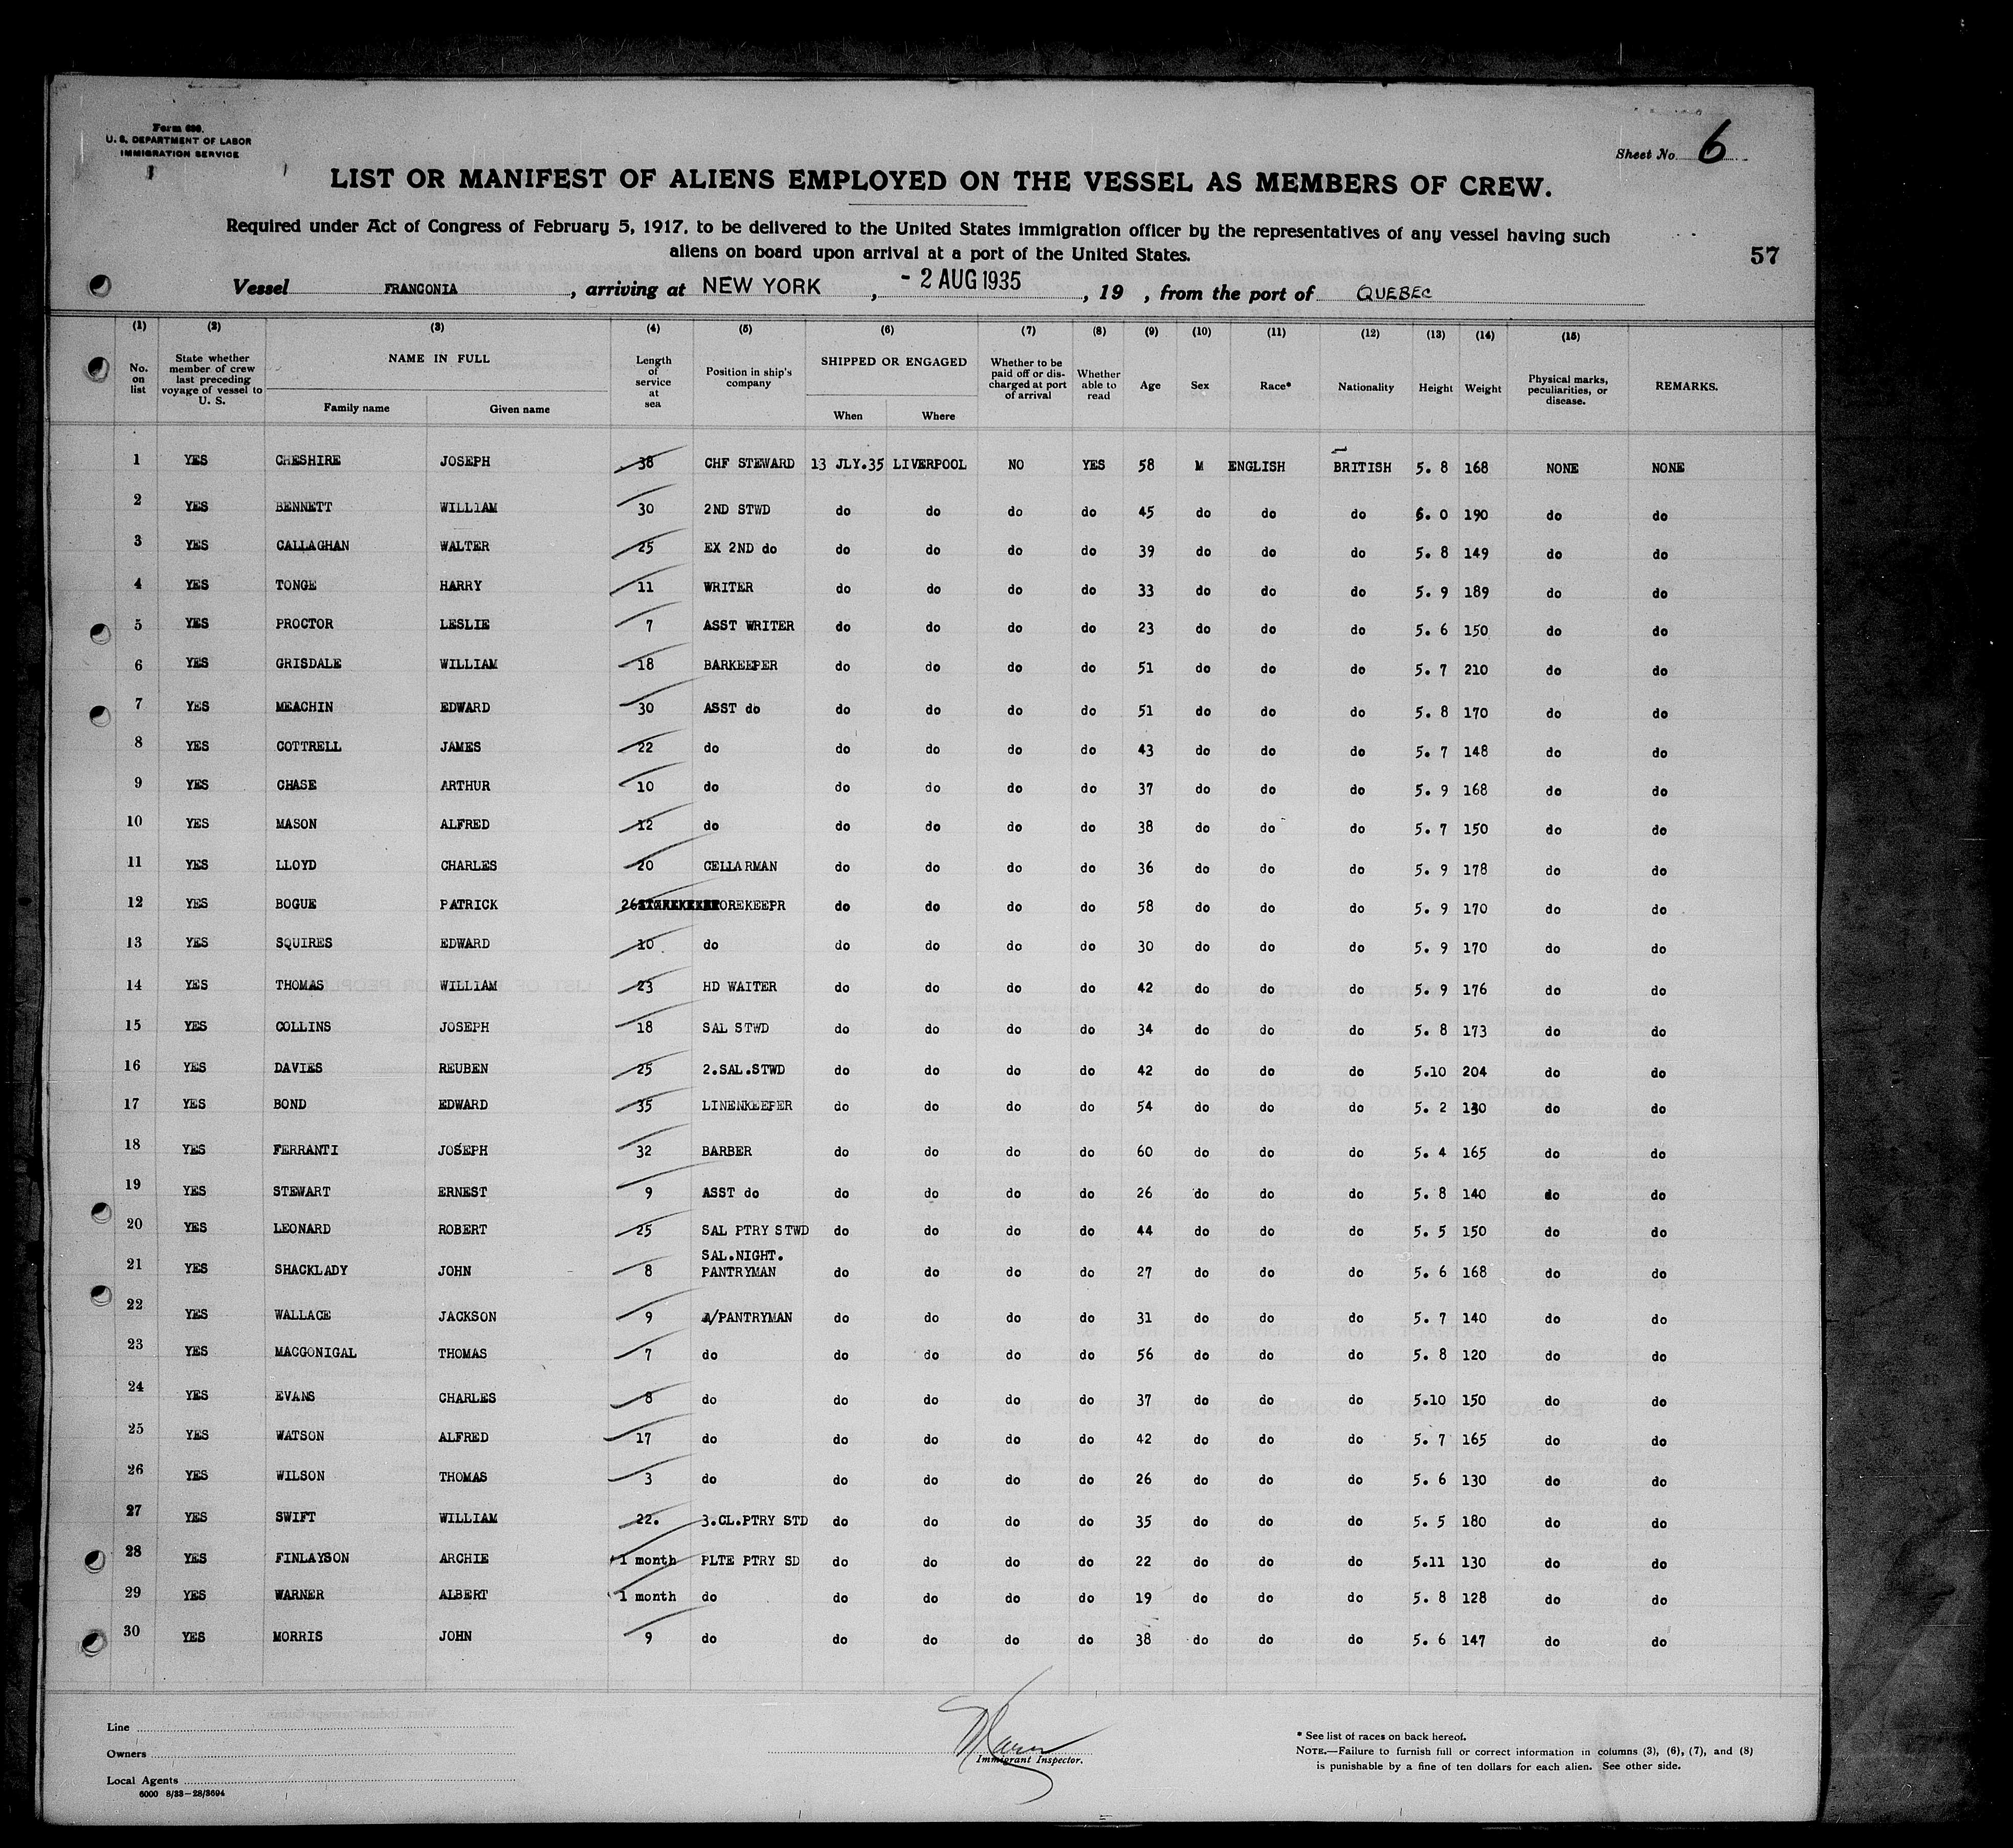 Form 680.
U. S. DEPARTMENT OF LABOR
IMMIGRATION SERVICE
Sheet No. 6
LIST OR MANIFEST OF ALIENS EMPLOYED ON THE VESSEL AS MEMBERS OF CREW.
Required under Act of Congress of February 5, 1917, to be delivered to the United States immigration officer by the representatives of any vessel having such
aliens on board upon arrival at a port of the United States.
57
Vessel FRANCONIA, arriving at NEW YORK, - 2 AUG 1935, 19 , from the port of QUEBEC
(1) (2) (3) (4) (5) (6) (7) (8) (9) (10) (11) (12) (13) (14) (15)
No. on list State whether member of crew last preceding voyage of vessel to U. S. NAME IN FULL Length of service at sea Position in ship's company SHIPPED OR ENGAGED Whether to be paid off or discharged at port of arrival Whether able to read Age Sex Race* Nationality Height Weight Physical marks, peculiarities, or disease. REMARKS.
Family name Given name When Where
1 YES CHESHIRE JOSEPH 38 CHF STEWARD 13 JLY.35 LIVERPOOL NO YES 58 M ENGLISH BRITISH 5. 8 168 NONE NONE
2 YES BENNETT WILLIAM 30 2ND STWD do do do do 45 do do do 6. 0 190 do do
3 YES CALLAGHAN WALTER 25 EX 2ND do do do do do 39 do do do 5. 8 149 do do
4 YES TONGE HARRY 11 WRITER do do do do 33 do do do 5. 9 189 do do
5 YES PROCTOR LESLIE 7 ASST WRITER do do do do 23 do do do 5. 6 150 do do
6 YES GRISDALE WILLIAM 18 BARKEEPER do do do do 51 do do do 5. 7 210 do do
7 YES MEACHIN EDWARD 30 ASST do do do do do 51 do do do 5. 8 170 do do
8 YES COTTRELL JAMES 22 do do do do do 43 do do do 5. 7 148 do do
9 YES CHASE ARTHUR 10 do do do do do 37 do do do 5. 9 168 do do
10 YES MASON ALFRED 12 do do do do do 38 do do do 5. 7 150 do do
11 YES LLOYD CHARLES 20 CELLARMAN do do do do 36 do do do 5. 9 178 do do
12 YES BOGUE PATRICK 26 OREKEEPR do do do do 58 do do do 5. 9 170 do do
13 YES SQUIRES EDWARD 10 do do do do do 30 do do do 5. 9 170 do do
14 YES THOMAS WILLIAM 23 HD WAITER do do do do 42 do do do 5. 9 176 do do
15 YES COLLINS JOSEPH 18 SAL STWD do do do do 34 do do do 5. 8 173 do do
16 YES DAVIES REUBEN 25 2.SAL.STWD do do do do 42 do do do 5.10 204 do do
17 YES BOND EDWARD 35 LINENKEEPER do do do do 54 do do do 5. 2 130 do do
18 YES FERRANTI JOSEPH 32 BARBER do do do do 60 do do do 5. 4 165 do do
19 YES STEWART ERNEST 9 ASST do do do do do 26 do do do 5. 8 140 do do
20 YES LEONARD ROBERT 25 SAL PTRY STWD do do do do 44 do do do 5. 5 150 do do
21 YES SHACKLADY JOHN 8 SAL.NIGHT. PANTRYMAN do do do do 27 do do do 5. 6 168 do do
22 YES WALLACE JACKSON 9 A/PANTRYMAN do do do do 31 do do do 5. 7 140 do do
23 YES MACGONIGAL THOMAS 7 do do do do do 56 do do do 5. 8 120 do do
24 YES EVANS CHARLES 8 do do do do do 37 do do do 5.10 150 do do
25 YES WATSON ALFRED 17 do do do do do 42 do do do 5. 7 165 do do
26 YES WILSON THOMAS 3 do do do do do 26 do do do 5. 6 130 do do
27 YES SWIFT WILLIAM 22. 3.CL.PTRY STD do do do do 35 do do do 5. 5 180 do do
28 YES FINLAYSON ARCHIE 1 month PLTE PTRY SD do do do do 22 do do do 5.11 130 do do
29 YES WARNER ALBERT 1 month do do do do do 19 do do do 5. 8 128 do do
30 YES MORRIS JOHN 9 do do do do do 38 do do do 5. 6 147 do do
Line
Owners
Local Agents
6000 8/33—28/3694
Immigrant Inspector.
* See list of races on back hereof.
NOTE.—Failure to furnish full or correct information in columns (3), (6), (7), and (8)
is punishable by a fine of ten dollars for each alien. See other side.